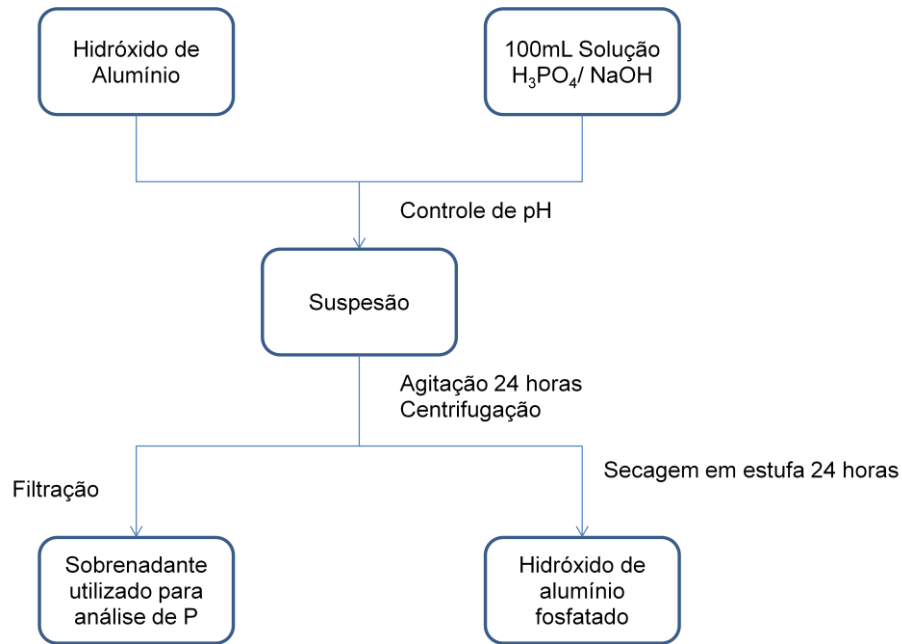 Hidróxido de
Alumínio
100mL Solução
H₃PO₄/ NaOH
Controle de pH
Suspesão
Agitação 24 horas
Centrifugação
Filtração
Secagem em estufa 24 horas
Sobrenadante
utilizado para
análise de P
Hidróxido de
alumínio
fosfatado